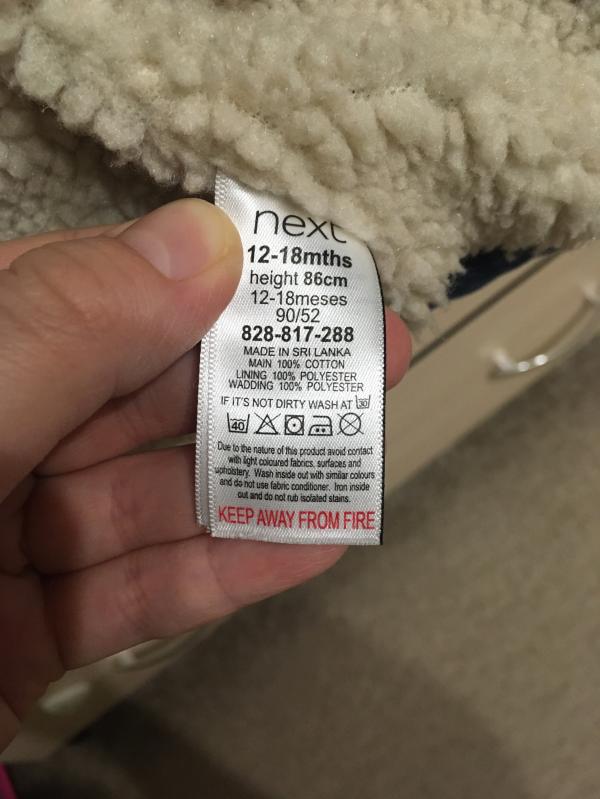 next
12-18mths
height 86cm
12-18meses
90/52
828-817-288
MADE IN SRI LANKA
MAIN 100% COTTON
LINING 100% POLYESTER
WADDING 100% POLYESTER
IF IT'S NOT DIRTY WASH AT 30
40
Due to the nature of this product avoid contact
with light coloured fabrics, surfaces and
upholstery. Wash inside out with similar colours
and do not use fabric conditioner. Iron inside
out and do not rub isolated stains.
KEEP AWAY FROM FIRE